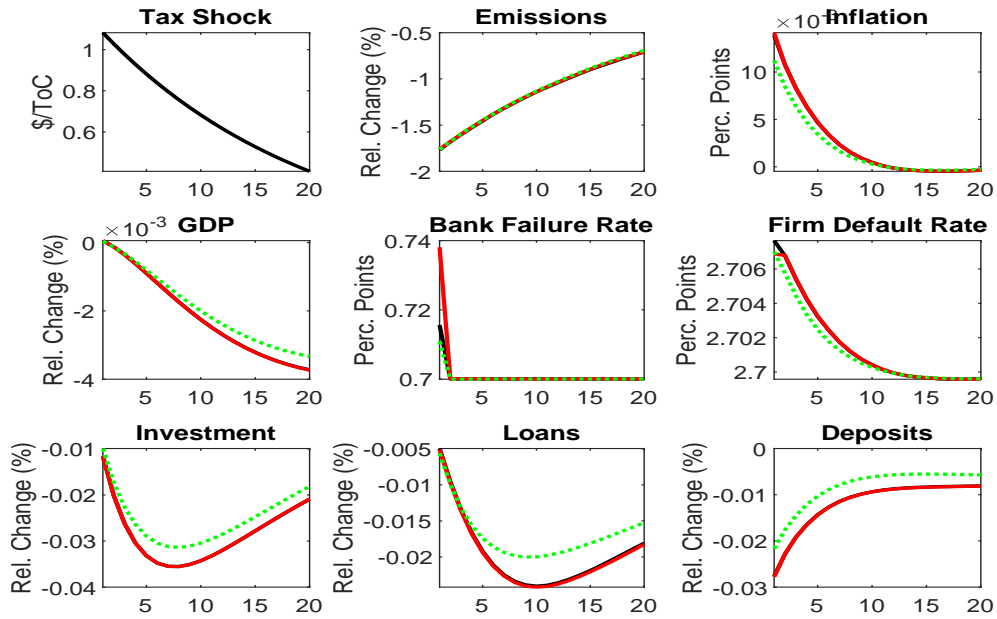 Tax Shock
$/ToC
1
0.8
0.6
5 10 15 20
Emissions
Rel. Change (%)
-0.5
-1
-1.5
-2
5 10 15 20
Inflation
Perc. Points
10
5
0
5 10 15 20
GDP
×10⁻³
Rel. Change (%)
0
-2
-4
5 10 15 20
Bank Failure Rate
Perc. Points
0.74
0.72
0.7
5 10 15 20
Firm Default Rate
Perc. Points
2.706
2.704
2.702
2.7
5 10 15 20
Investment
Rel. Change (%)
-0.01
-0.02
-0.03
-0.04
5 10 15 20
Loans
Rel. Change (%)
-0.005
-0.01
-0.015
-0.02
5 10 15 20
Deposits
Rel. Change (%)
0
-0.01
-0.02
-0.03
5 10 15 20